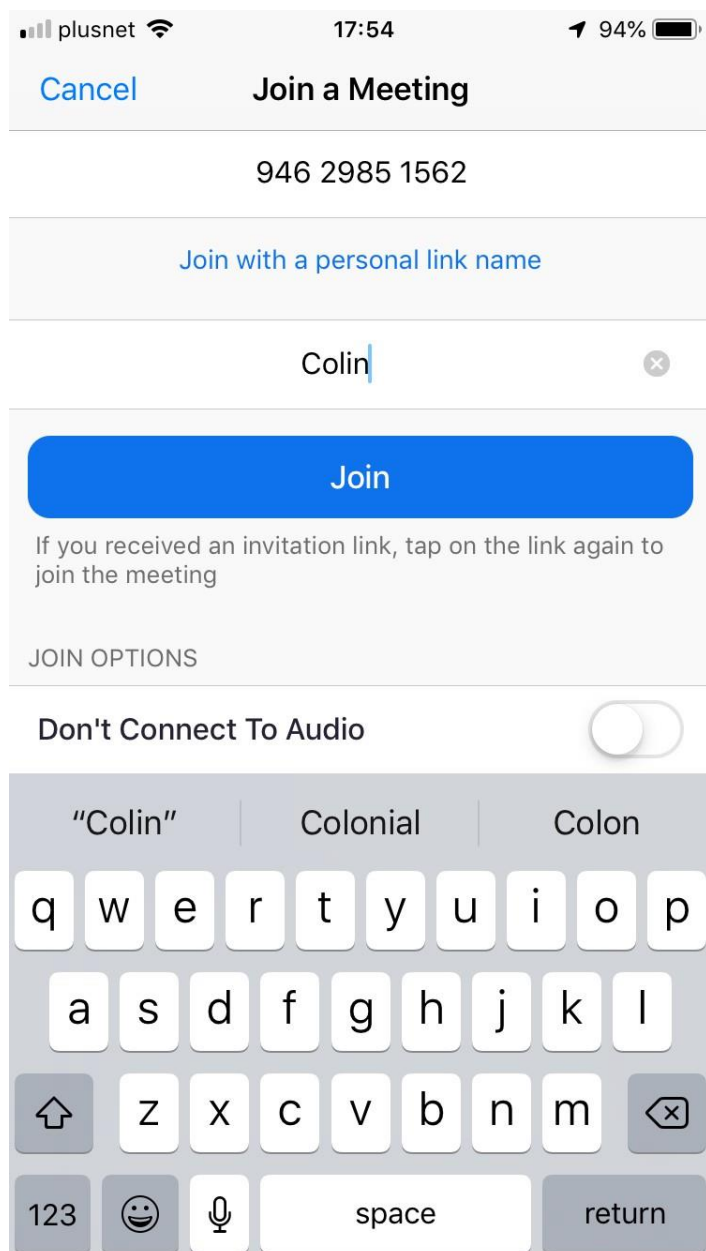 plusnet 17:54 94%
Cancel Join a Meeting
946 2985 1562
Join with a personal link name
Colin
Join
If you received an invitation link, tap on the link again to
join the meeting
JOIN OPTIONS
Don't Connect To Audio
“Colin” Colonial Colon
q w e r t y u i o p
a s d f g h j k l
z x c v b n m
123 space return